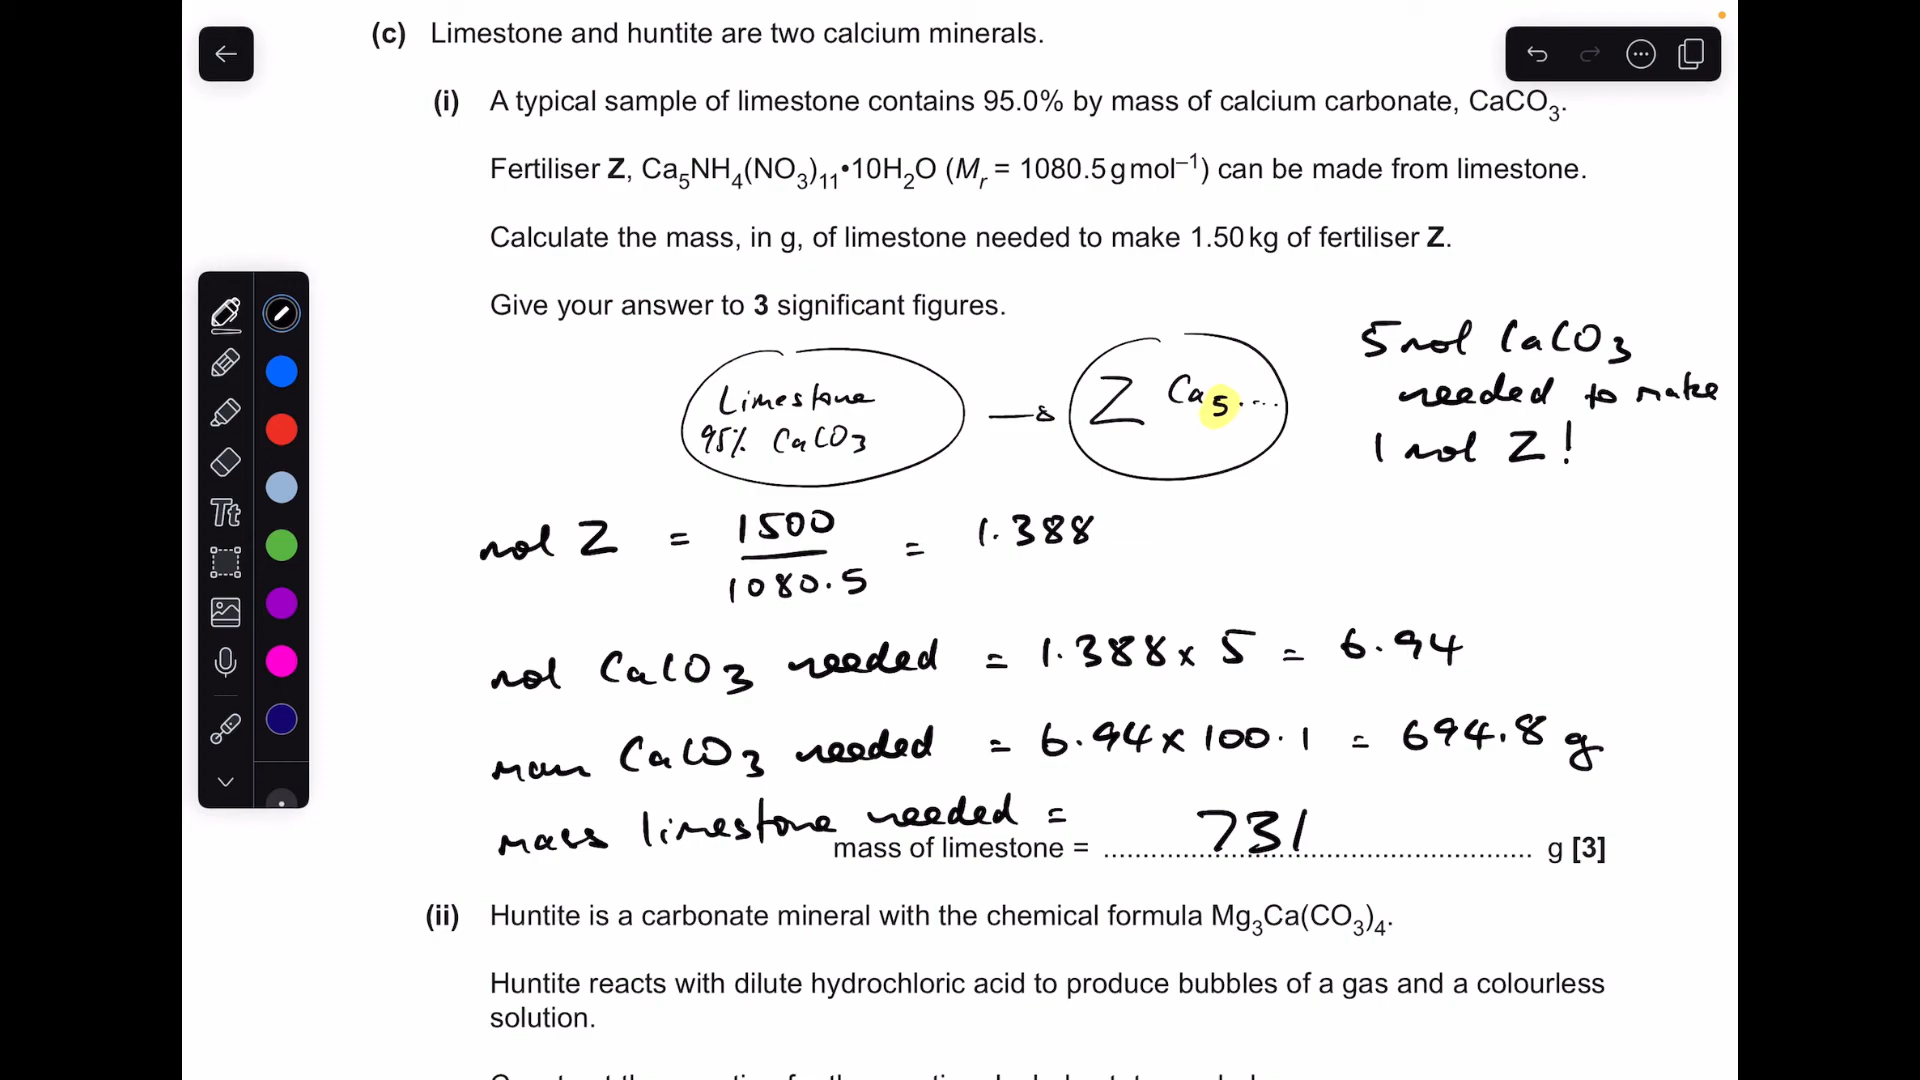 (c) Limestone and huntite are two calcium minerals.
(i) A typical sample of limestone contains 95.0% by mass of calcium carbonate, CaCO₃.
Fertiliser Z, Ca₅NH₄(NO₃)₁₁•10H₂O (Mᵣ = 1080.5 g mol⁻¹) can be made from limestone.
Calculate the mass, in g, of limestone needed to make 1.50 kg of fertiliser Z.
Give your answer to 3 significant figures.
Limestone
95% CaCO₃
→ Z Ca₅....
5 mol CaCO₃
needed to make
1 mol Z!
mol Z = 1500 / 1080.5 = 1.388
mol CaCO₃ needed = 1.388 x 5 = 6.94
mass CaCO₃ needed = 6.94 x 100.1 = 694.8 g
mass limestone needed =
mass of limestone = 731 g [3]
(ii) Huntite is a carbonate mineral with the chemical formula Mg₃Ca(CO₃)₄.
Huntite reacts with dilute hydrochloric acid to produce bubbles of a gas and a colourless
solution.
Tt